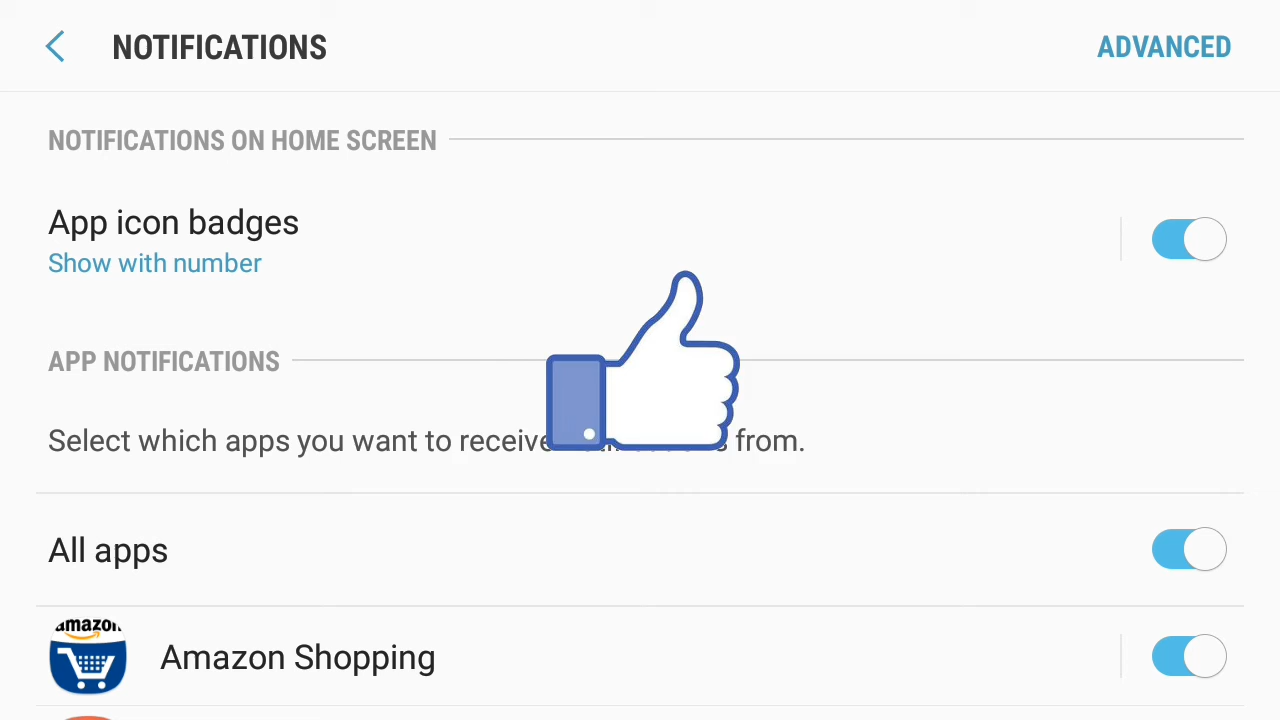 NOTIFICATIONS
ADVANCED
NOTIFICATIONS ON HOME SCREEN
App icon badges
Show with number
APP NOTIFICATIONS
Select which apps you want to receive from.
All apps
amazon
Amazon Shopping